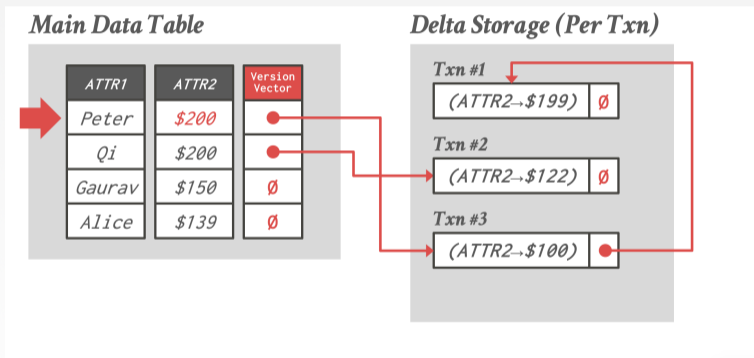 Main Data Table
ATTR1 ATTR2 Version Vector
Peter $200
Qi $200
Gaurav $150 Ø
Alice $139 Ø
Delta Storage (Per Txn)
Txn #1
(ATTR2→$199) Ø
Txn #2
(ATTR2→$122) Ø
Txn #3
(ATTR2→$100)